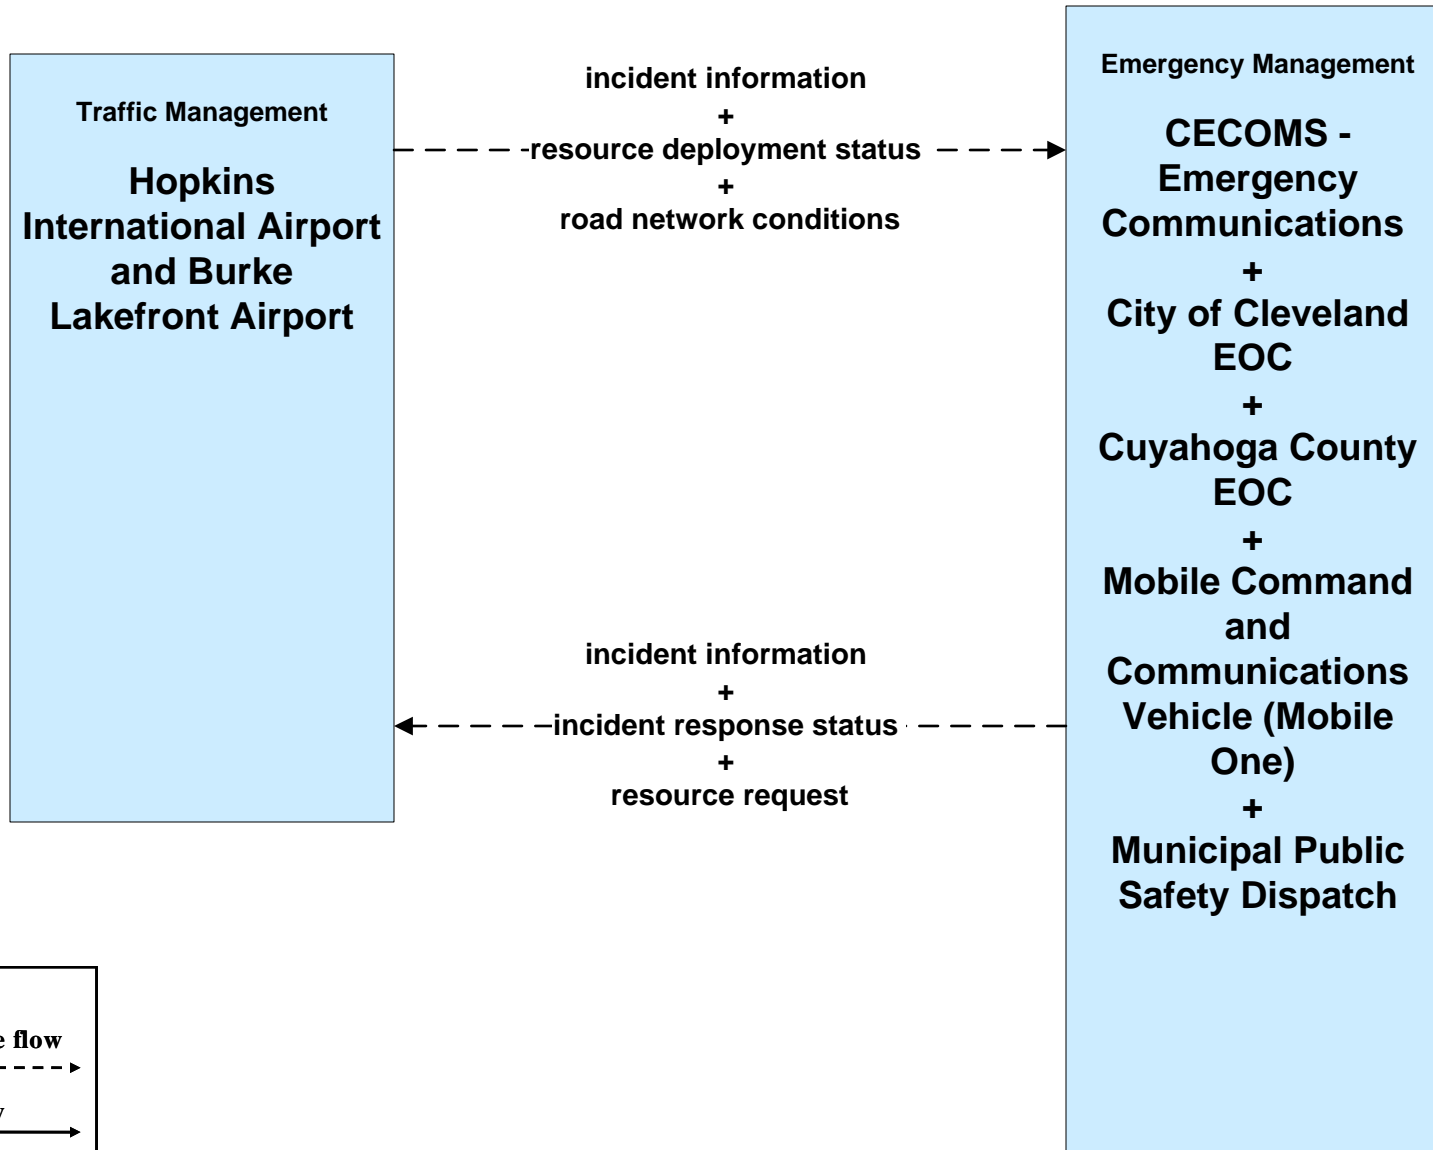 Traffic Management
Hopkins
International Airport
and Burke
Lakefront Airport
incident information
+
resource deployment status
+
road network conditions
incident information
+
incident response status
+
resource request
Emergency Management
CECOMS -
Emergency
Communications
+
City of Cleveland
EOC
+
Cuyahoga County
EOC
+
Mobile Command
and
Communications
Vehicle (Mobile
One)
+
Municipal Public
Safety Dispatch
flow